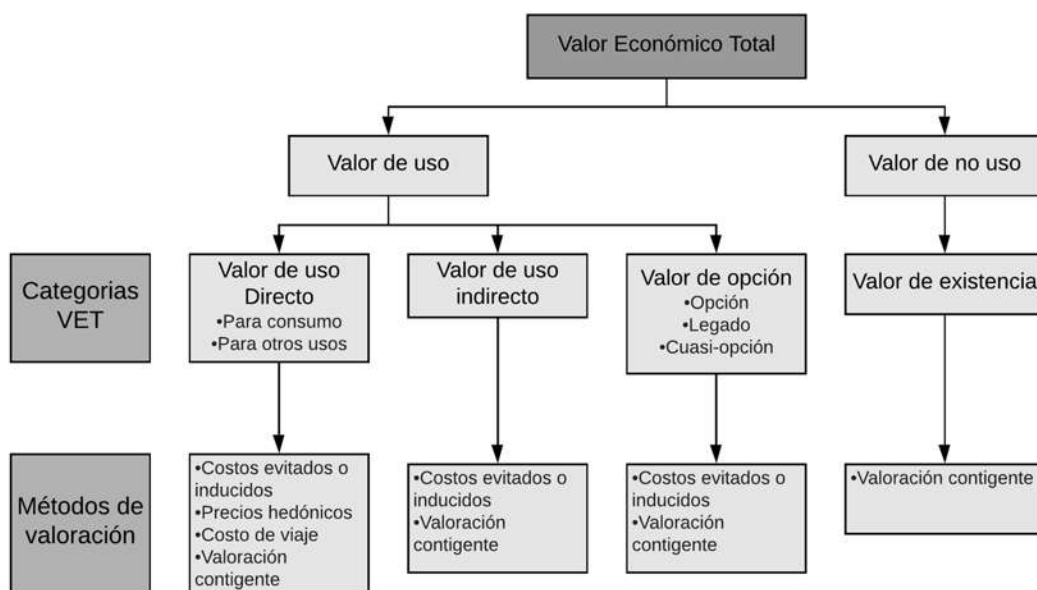 Valor Económico Total
Valor de uso
Valor de no uso
Categorias
VET
Valor de uso
Directo
•Para consumo
•Para otros usos
Valor de uso
indirecto
Valor de opción
•Opción
•Legado
•Cuasi-opción
Valor de existencia
Métodos de
valoración
•Costos evitados o
inducidos
•Precios hedónicos
•Costo de viaje
•Valoración
contigente
•Costos evitados o
inducidos
•Valoración
contigente
•Costos evitados o
inducidos
•Valoración
contigente
•Valoración contigente